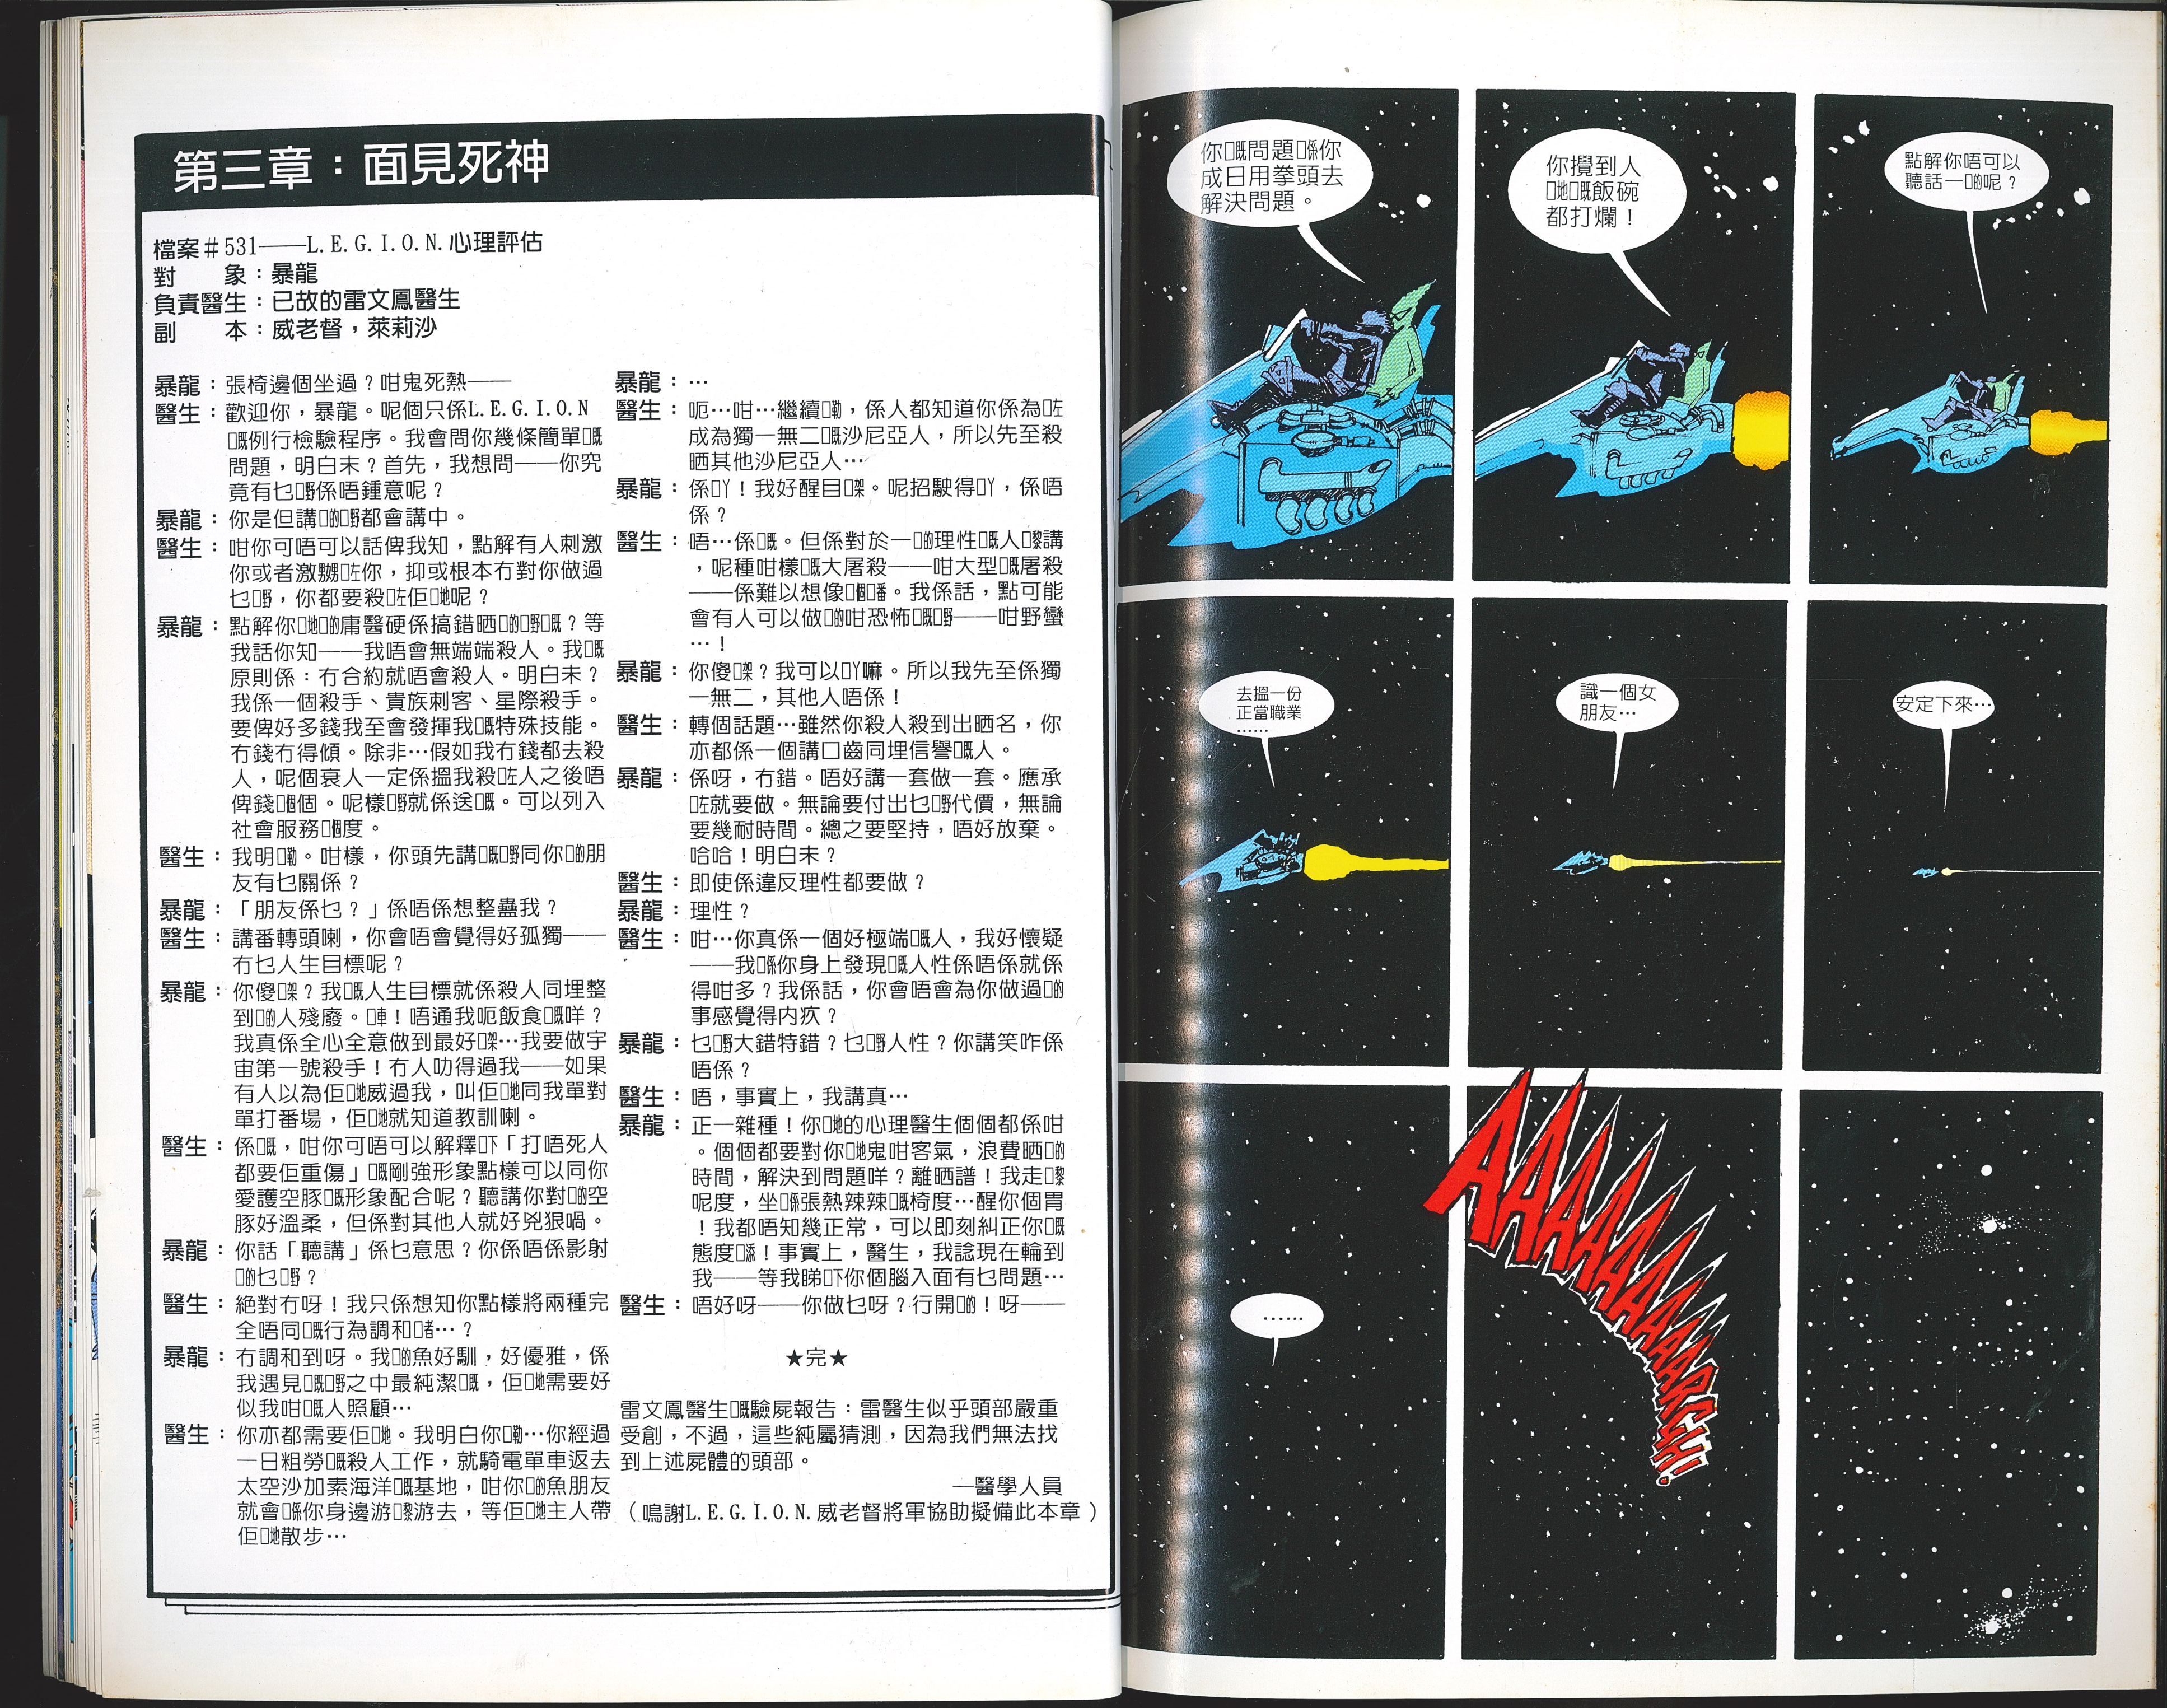 第三章：面見死神
檔案＃531——L.E.G.I.O.N.心理評估
對　　象：暴龍
負責醫生：已故的雷文鳳醫生
副　　本：威老督，萊莉沙
暴龍：張椅邊個坐過？咁鬼死熱——
醫生：歡迎你，暴龍。呢個只係L.E.G.I.O.N
嘅例行檢驗程序。我會問你幾條簡單嘅
問題，明白未？首先，我想問——你究
竟有乜嘢係唔鍾意呢？
暴龍：你是但講啲嘢都會講中。
醫生：咁你可唔可以話俾我知，點解有人刺激
你或者激嬲咗你，抑或根本冇對你做過
乜嘢，你都要殺咗佢哋呢？
暴龍：點解你哋啲庸醫硬係搞錯晒啲嘢嘅？等
我話你知——我唔會無端端殺人。我嘅
原則係：冇合約就唔會殺人。明白未？
我係一個殺手、貴族刺客、星際殺手。
要俾好多錢我至會發揮我嘅特殊技能。
冇錢冇得傾。除非…假如我冇錢都去殺
人，呢個衰人一定係搵我殺咗人之後唔
俾錢嗰個。呢樣嘢就係送嘅。可以列入
社會服務嗰度。
醫生：我明嘞。咁樣，你頭先講嘅嘢同你啲朋
友有乜關係？
暴龍：「朋友係乜？」係唔係想整蠱我？
醫生：講番轉頭喇，你會唔會覺得好孤獨——
冇乜人生目標呢？
暴龍：你傻㗎？我嘅人生目標就係殺人同埋整
到啲人殘廢。唓！唔通我呃飯食嘅咩？
我真係全心全意做到最好㗎…我要做宇
宙第一號殺手！冇人叻得過我——如果
有人以為佢哋威過我，叫佢哋同我單對
單打番場，佢哋就知道教訓喇。
醫生：係嘅，咁你可唔可以解釋吓「打唔死人
都要佢重傷」嘅剛強形象點樣可以同你
愛護空豚嘅形象配合呢？聽講你對啲空
豚好溫柔，但係對其他人就好兇狠喎。
暴龍：你話「聽講」係乜意思？你係唔係影射
啲乜嘢？
醫生：絕對冇呀！我只係想知你點樣將兩種完
全唔同嘅行為調和啫…？
暴龍：冇調和到呀。我啲魚好馴，好優雅，係
我遇見嘅嘢之中最純潔嘅，佢哋需要好
似我咁嘅人照顧…
醫生：你亦都需要佢哋。我明白你嘞…你經過
一日粗勞嘅殺人工作，就騎電單車返去
太空沙加素海洋嘅基地，咁你啲魚朋友
就會喺你身邊游嚟游去，等佢哋主人帶
佢哋散步…
暴龍：…
醫生：呃…咁…繼續嘞，係人都知道你係為咗
成為獨一無二嘅沙尼亞人，所以先至殺
晒其他沙尼亞人…
暴龍：係吖！我好醒目㗎。呢招駛得吖，係唔
係？
醫生：唔…係嘅。但係對於一啲理性嘅人嚟講
，呢種咁樣嘅大屠殺——咁大型嘅屠殺
——係難以想像嗰番。我係話，點可能
會有人可以做啲咁恐怖嘅嘢——咁野蠻
…！
暴龍：你傻㗎？我可以吖嘛。所以我先至係獨
一無二，其他人唔係！
醫生：轉個話題…雖然你殺人殺到出晒名，你
亦都係一個講口齒同埋信譽嘅人。
暴龍：係呀，冇錯。唔好講一套做一套。應承
咗就要做。無論要付出乜嘢代價，無論
要幾耐時間。總之要堅持，唔好放棄。
哈哈！明白未？
醫生：即使係違反理性都要做？
暴龍：理性？
醫生：咁…你真係一個好極端嘅人，我好懷疑
——我喺你身上發現嘅人性係唔係就係
得咁多？我係話，你會唔會為你做過啲
事感覺得内疚？
暴龍：乜嘢大錯特錯？乜嘢人性？你講笑咋係
唔係？
醫生：唔，事實上，我講真…
暴龍：正一雜種！你哋的心理醫生個個都係咁
。個個都要對你哋鬼咁客氣，浪費晒啲
時間，解決到問題咩？離晒譜！我走嚟
呢度，坐喺張熱辣辣嘅椅度…醒你個胃
！我都唔知幾正常，可以即刻糾正你嘅
態度㖭！事實上，醫生，我諗現在輪到
我——等我睇吓你個腦入面有乜問題…
醫生：唔好呀——你做乜呀？行開啲！呀——
★完★
雷文鳳醫生嘅驗屍報告：雷醫生似乎頭部嚴重
受創，不過，這些純屬猜測，因為我們無法找
到上述屍體的頭部。
—醫學人員
（鳴謝L.E.G.I.O.N.威老督將軍協助擬備此本章）
你嘅問題喺你
成日用拳頭去
解決問題。
你攪到人
哋嘅飯碗
都打爛！
點解你唔可以
聽話一啲呢？
去搵一份
正當職業
……
識一個女
朋友…
安定下來…
……
AAAAAAAAAAARGH!